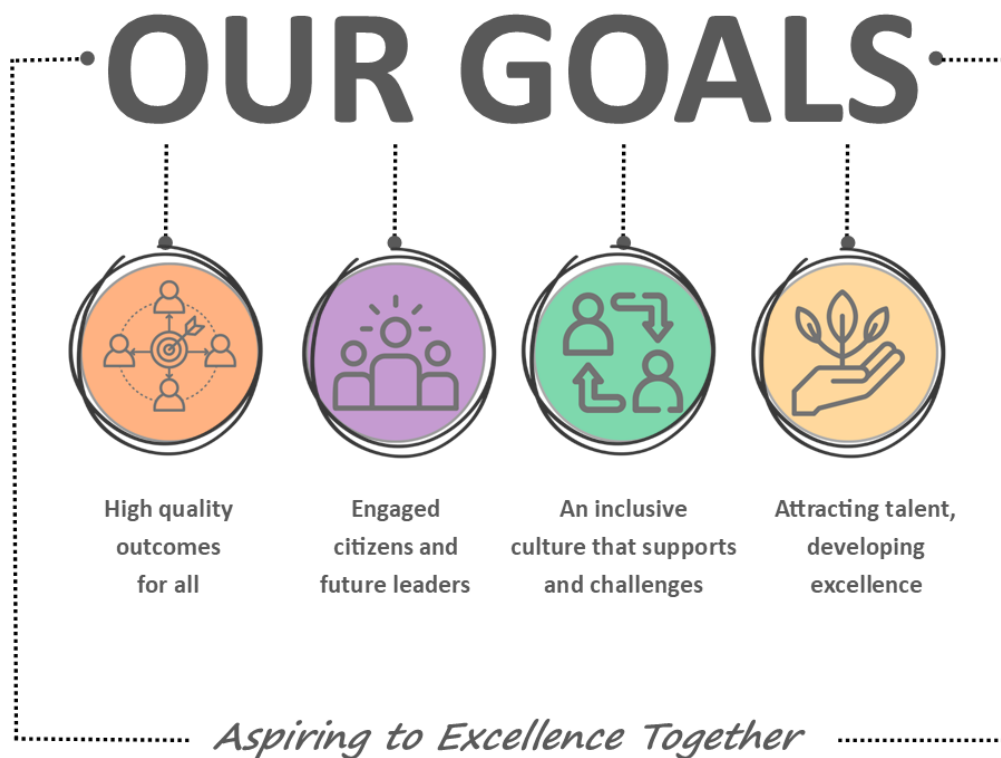 OUR GOALS
High quality
outcomes
for all
Engaged
citizens and
future leaders
An inclusive
culture that supports
and challenges
Attracting talent,
developing
excellence
Aspiring to Excellence Together